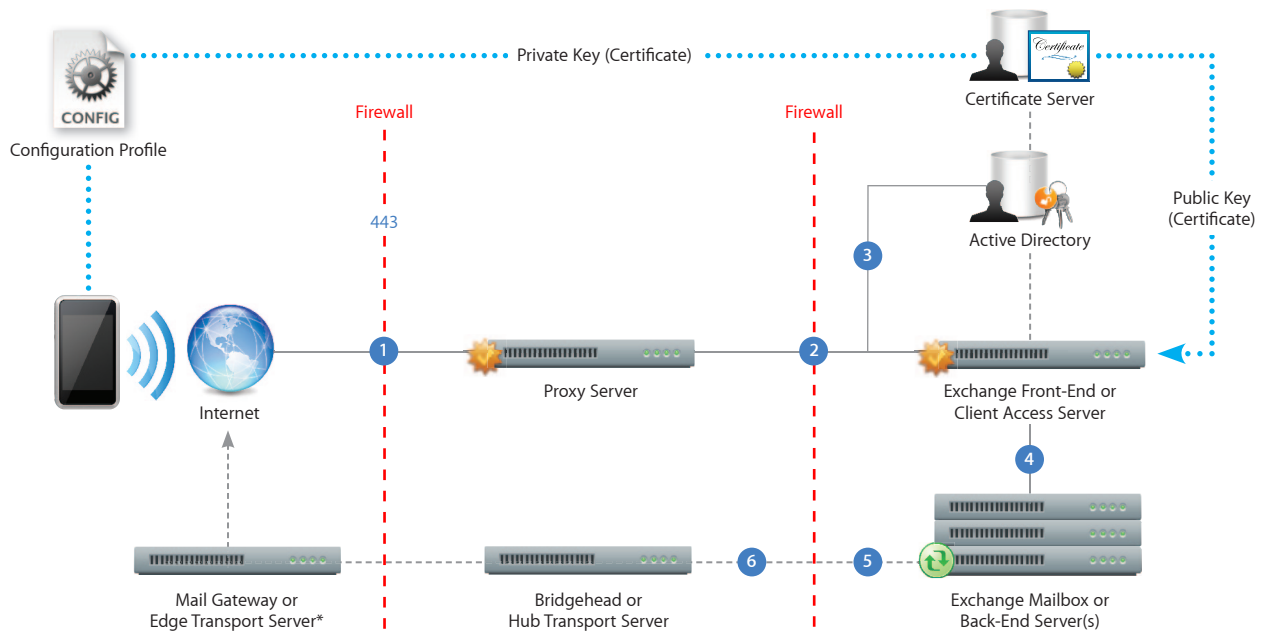 Private Key (Certificate)
Certificate
CONFIG
Certificate Server
Firewall
Firewall
Configuration Profile
Public Key
(Certificate)
443
Active Directory
3
1
2
Proxy Server
Exchange Front-End or
Client Access Server
Internet
4
6
5
Mail Gateway or
Edge Transport Server*
Bridgehead or
Hub Transport Server
Exchange Mailbox or
Back-End Server(s)